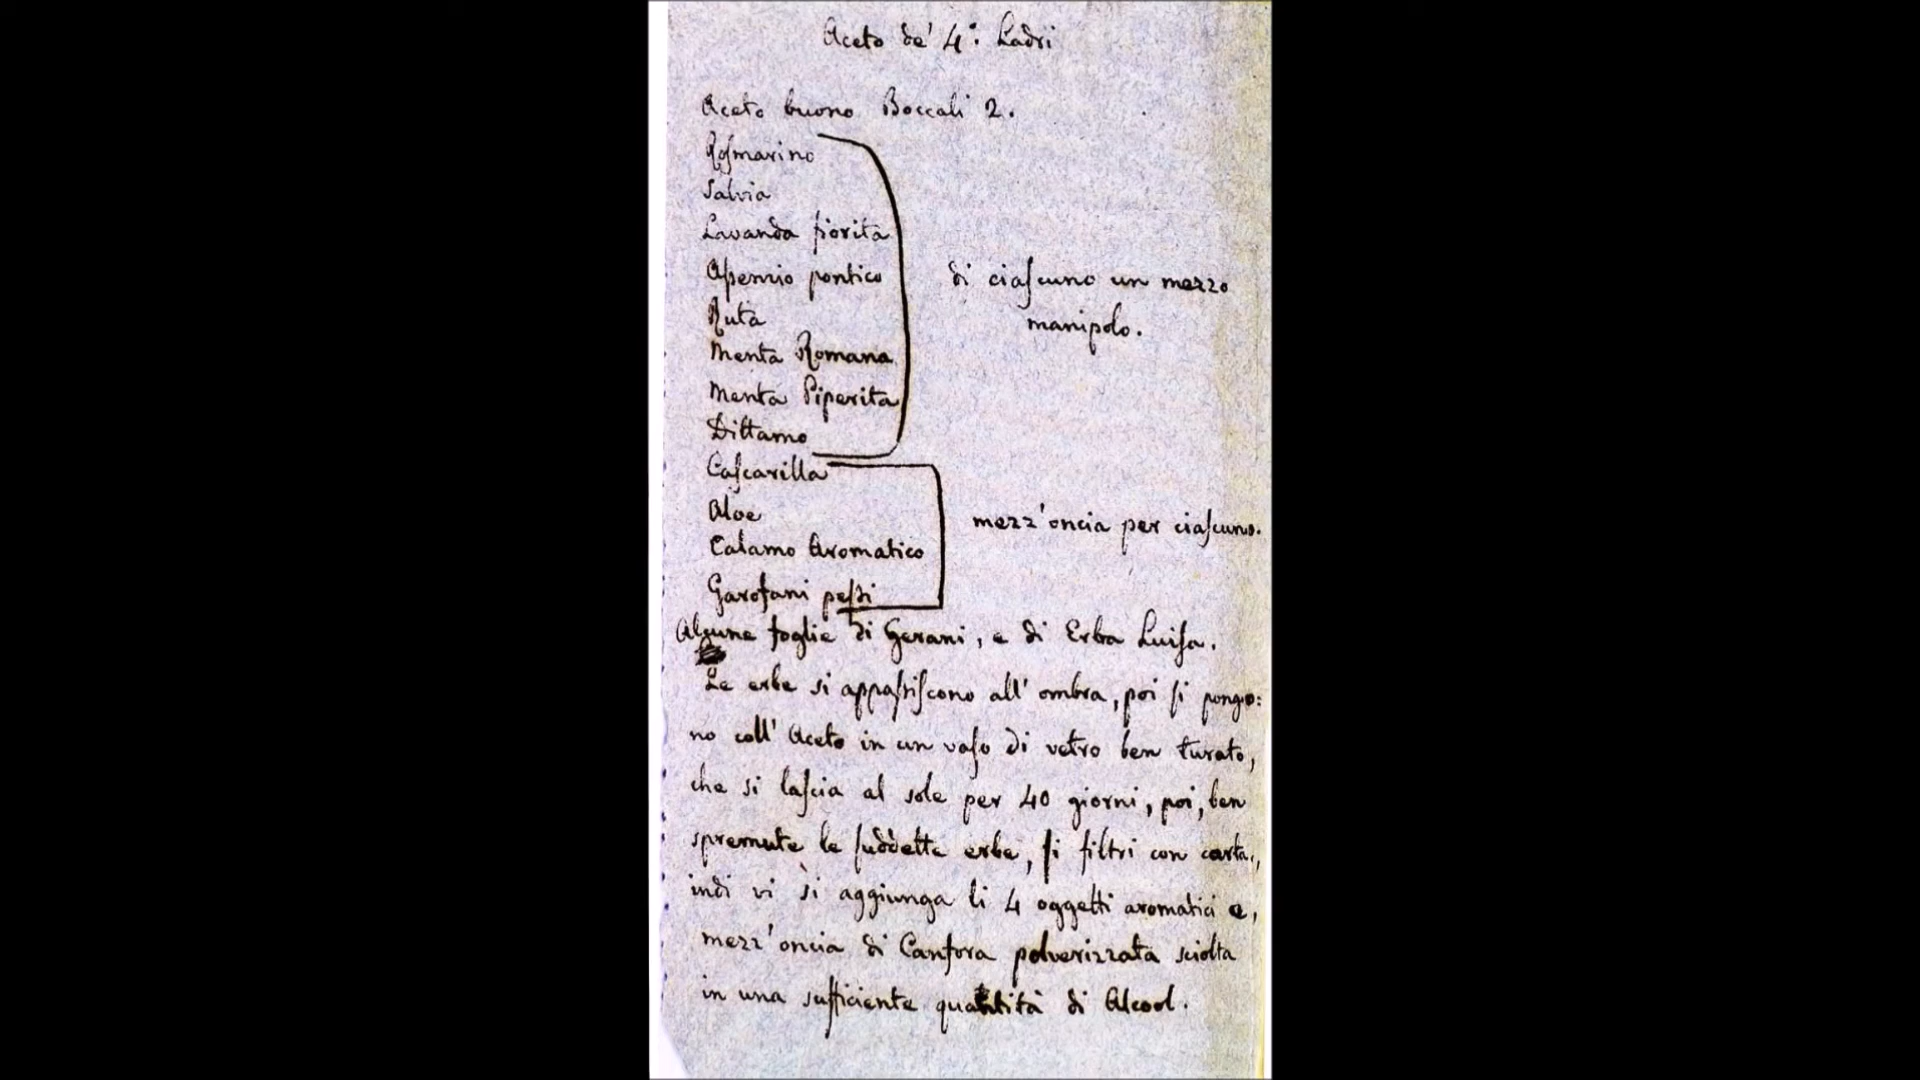 Aceto de' 4.° Ladri
Aceto buono Boccali 2.
Rosmarino
Salvia
Lavanda fiorita
Assenzio pontico
Ruta
Menta Romana
Menta Piperita
Dittamo
di ciascuno un mezzo
manipolo.
Cascarilla
Aloe
Calamo Aromatico
Garofani pesti
mezz'oncia per ciascuno.
Alcune foglie di Gerani, e di Erba Luisa.
Le erbe si appassiscono all' ombra, poi si pongo:
no coll' Aceto in un vaso di vetro ben turato,
che si lascia al sole per 40 giorni, poi, ben
spremute le suddette erbe, si filtri con carta,
indi vi si aggiunga li 4 oggetti aromatici e,
mezz'oncia di Canfora polverizzata sciolta
in una sufficiente quantità di Alcool.